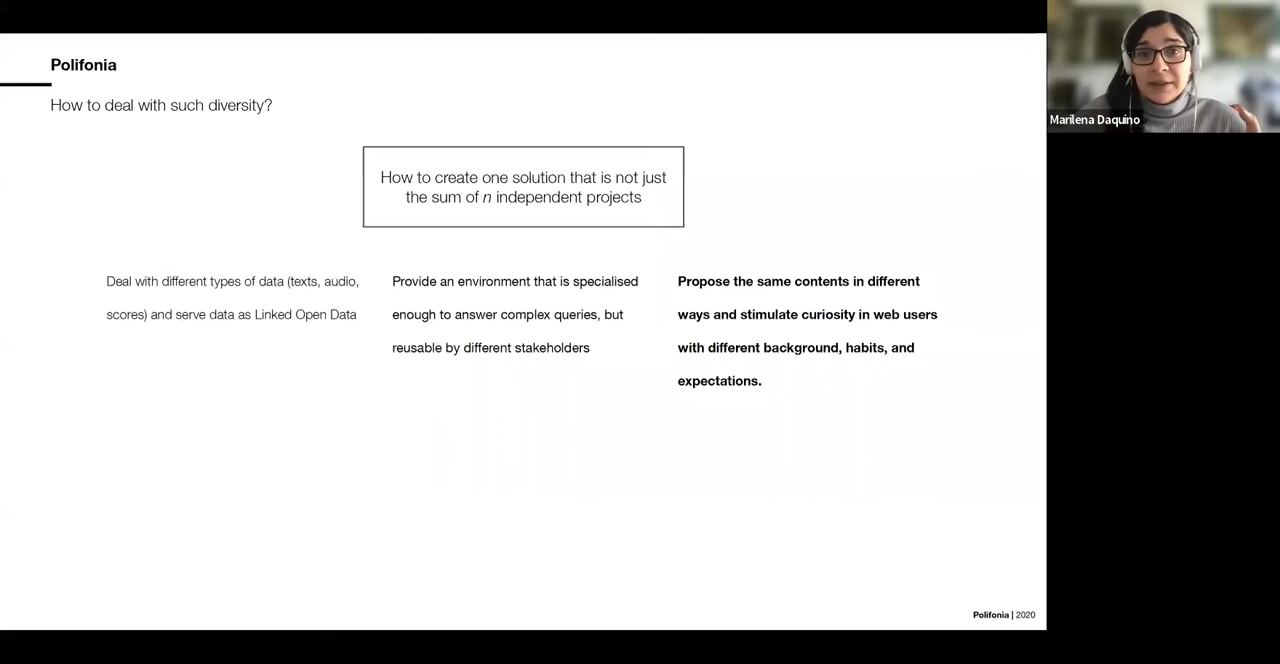 Polifonia
How to deal with such diversity?
How to create one solution that is not just
the sum of n independent projects
Deal with different types of data (texts, audio,
scores) and serve data as Linked Open Data
Provide an environment that is specialised
enough to answer complex queries, but
reusable by different stakeholders
Propose the same contents in different
ways and stimulate curiosity in web users
with different background, habits, and
expectations.
Polifonia | 2020
Marilena Daquino